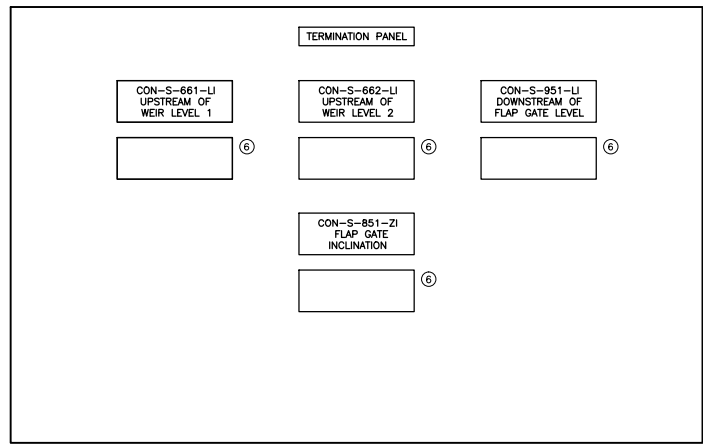 TERMINATION PANEL
CON-S-661-LI
UPSTREAM OF
WEIR LEVEL 1
CON-S-662-LI
UPSTREAM OF
WEIR LEVEL 2
CON-S-951-LI
DOWNSTREAM OF
FLAP GATE LEVEL
6
6
6
CON-S-851-ZI
FLAP GATE
INCLINATION
6